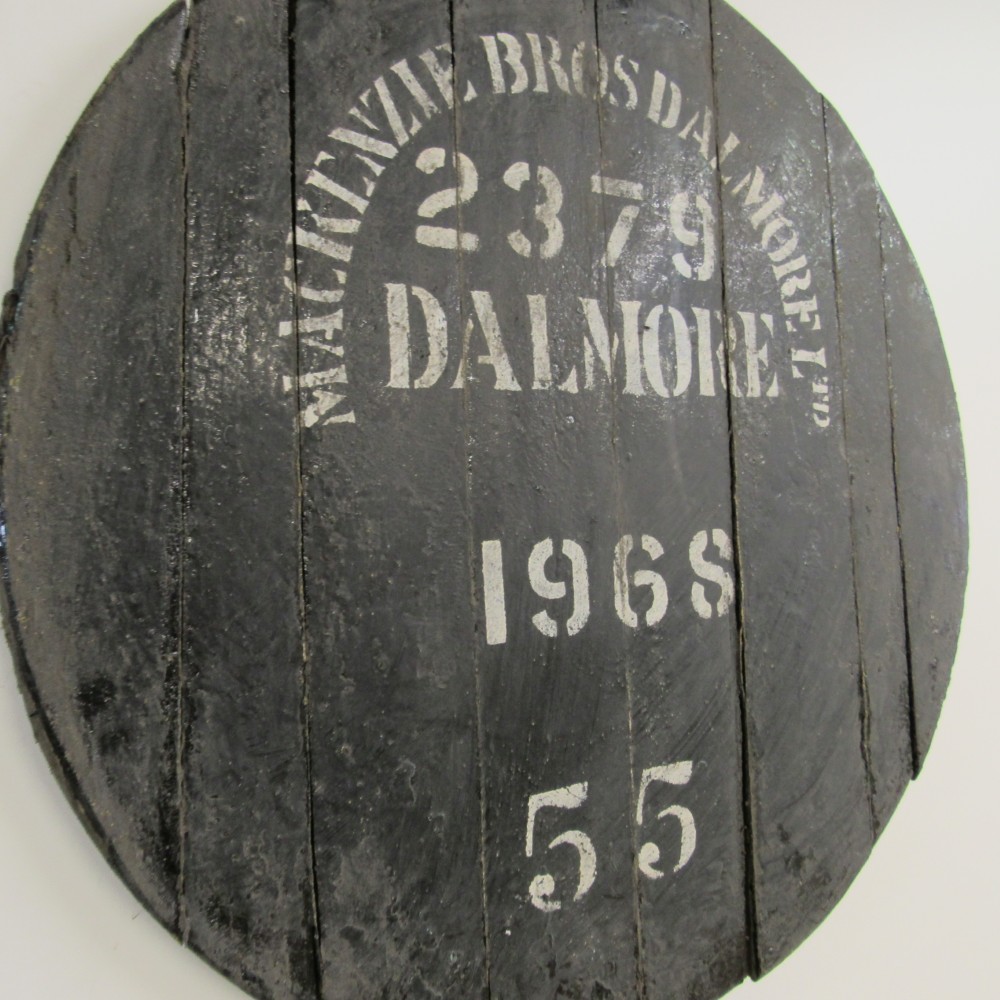 MACKENZIE BROS DALMORE LTD
2379
DALMORE
1968
55